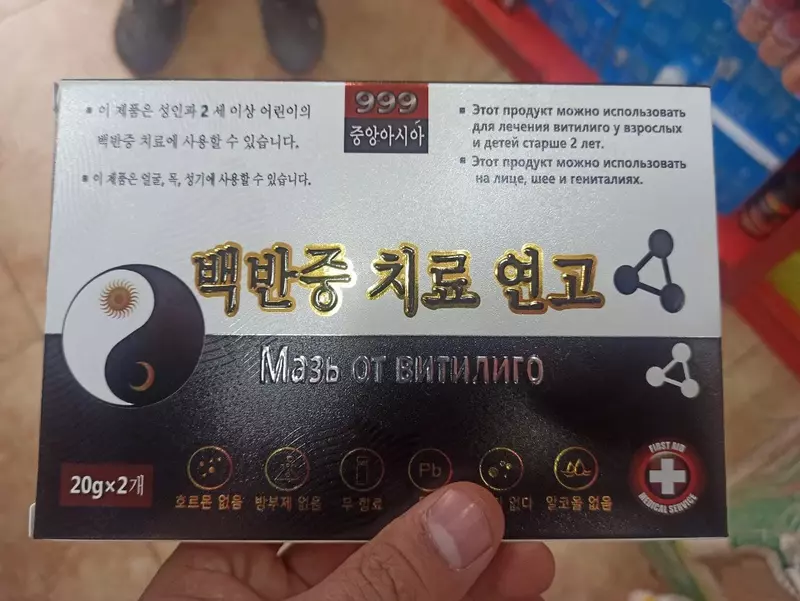 ▪ 이 제품은 성인과 2 세 이상 어린이의
백반증 치료에 사용할 수 있습니다.
▪ 이 제품은 얼굴, 목, 성기에 사용할 수 있습니다.
999
중앙아시아
▪ Этот продукт можно использовать
для лечения витилиго у взрослых
и детей старше 2 лет.
▪ Этот продукт можно использовать
на лице, шее и гениталиях.
백반증 치료 연고
Мазь от витилиго
20g×2개
호르몬 없음
방부제 없음
무 향료
Pb
없다
알코올 없음
FIRST AID
MEDICAL SERVICE